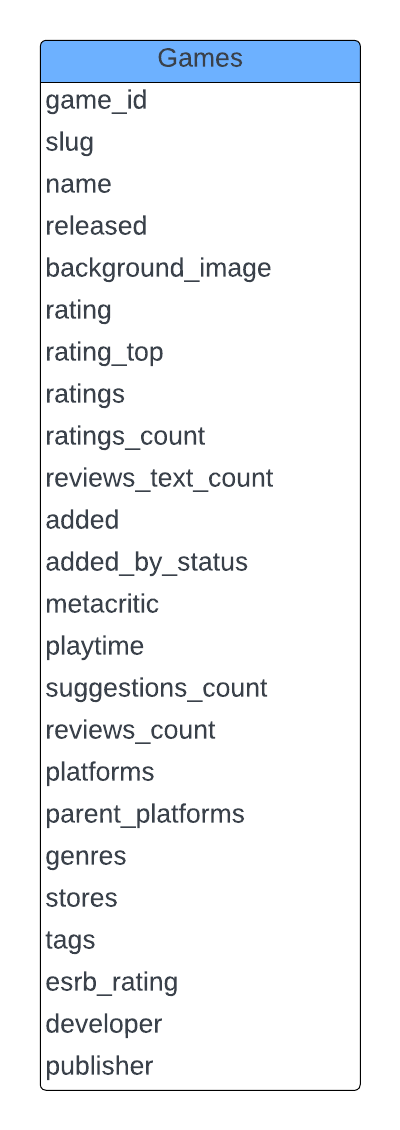 Games
game_id
slug
name
released
background_image
rating
rating_top
ratings
ratings_count
reviews_text_count
added
added_by_status
metacritic
playtime
suggestions_count
reviews_count
platforms
parent_platforms
genres
stores
tags
esrb_rating
developer
publisher